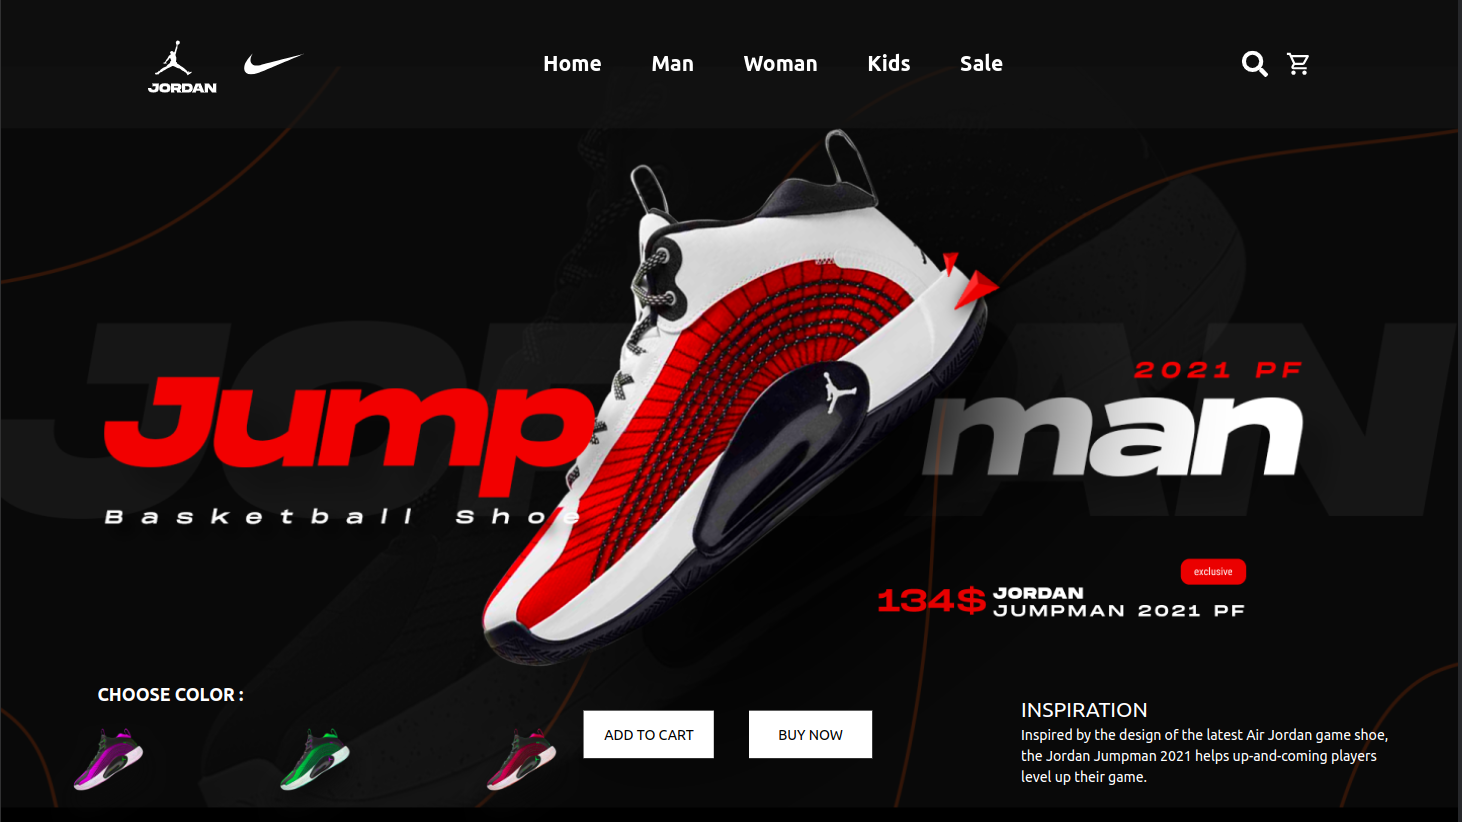 JORDAN
Home Man Woman Kids Sale
JORDAN
2021 PF
Jump man
Basketball Shoe
exclusive
134$ JORDAN
JUMPMAN 2021 PF
CHOOSE COLOR :
ADD TO CART
BUY NOW
INSPIRATION
Inspired by the design of the latest Air Jordan game shoe,
the Jordan Jumpman 2021 helps up-and-coming players
level up their game.